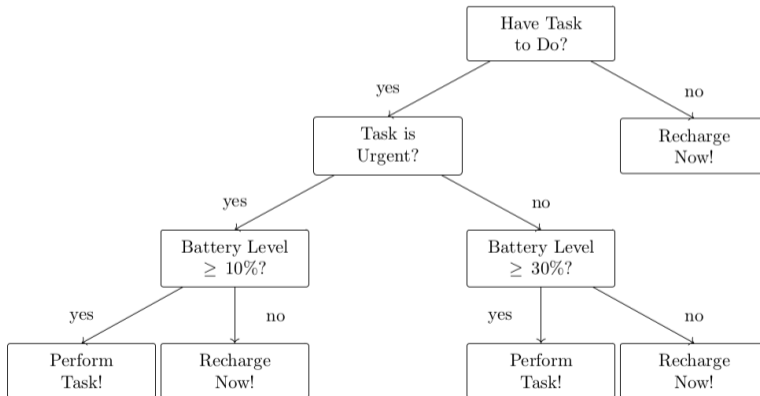 Have Task
to Do?
yes
no
Task is
Urgent?
Recharge
Now!
yes
no
Battery Level
≥ 10%?
Battery Level
≥ 30%?
yes
no
yes
no
Perform
Task!
Recharge
Now!
Perform
Task!
Recharge
Now!